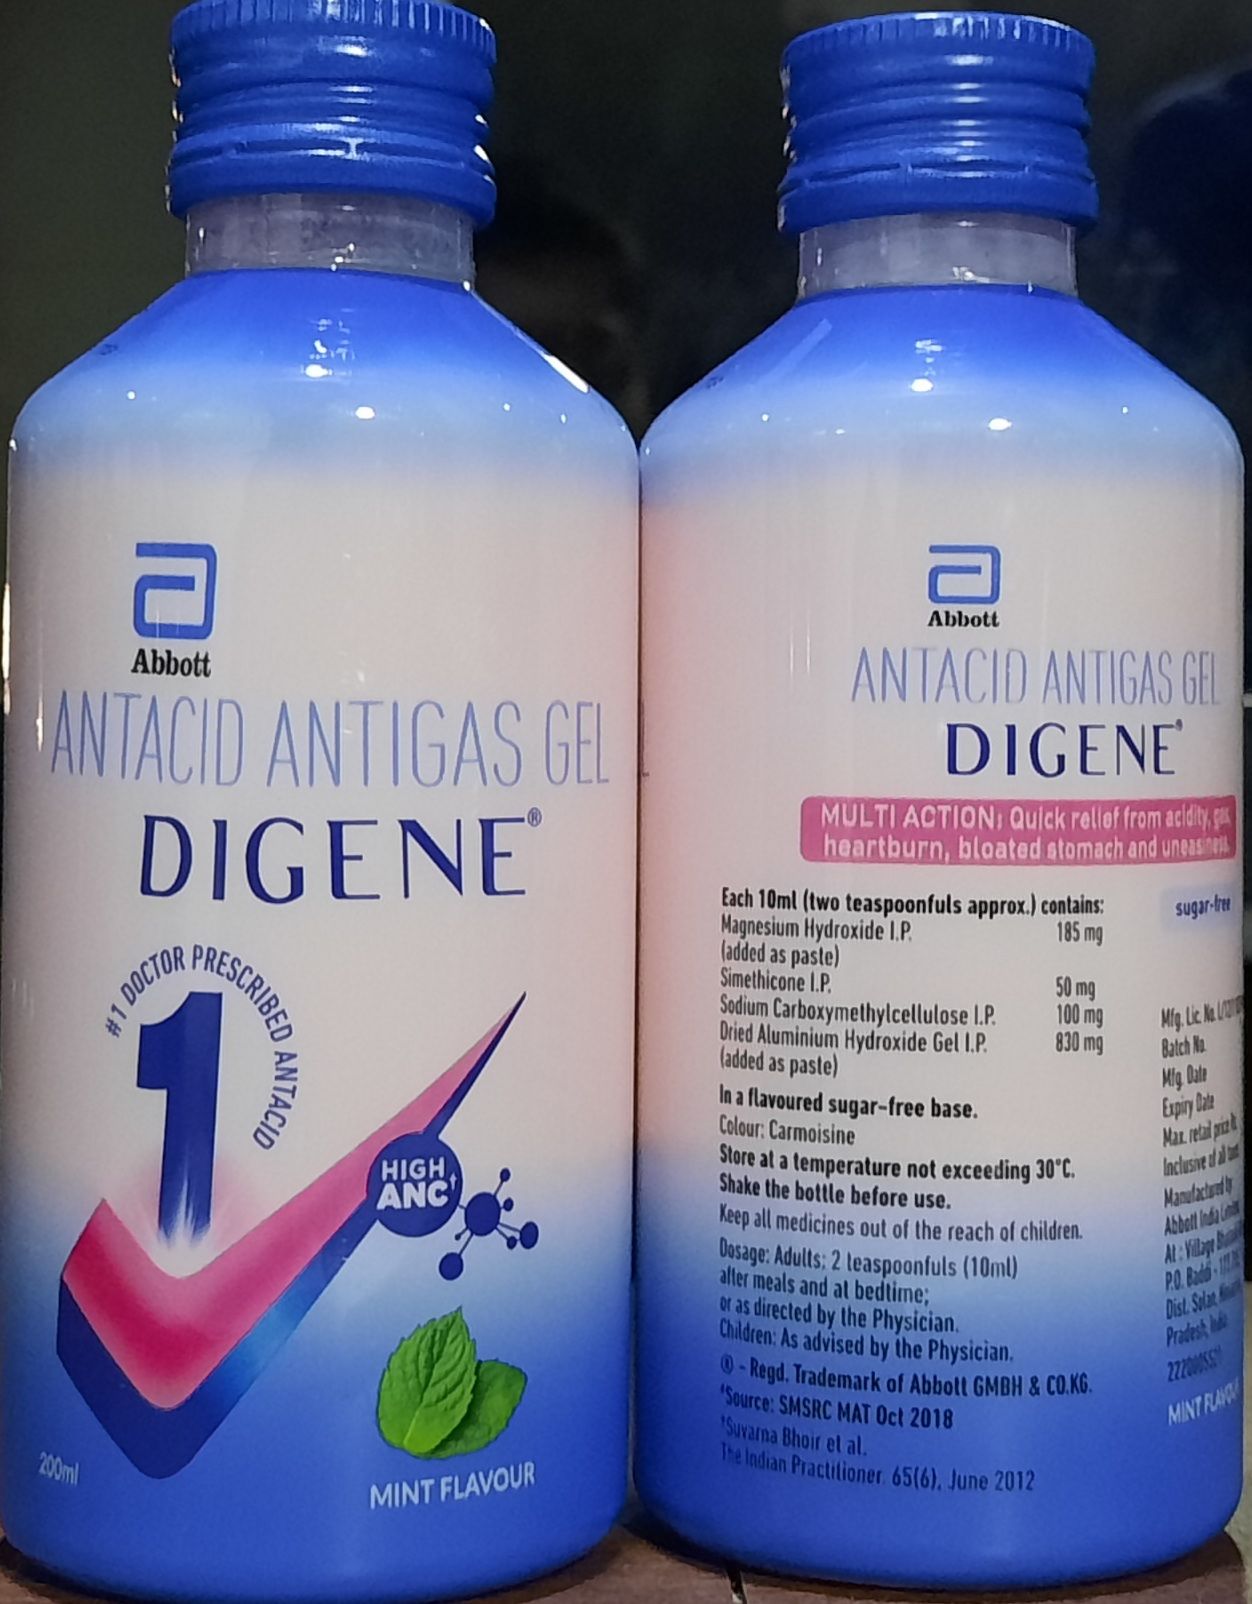 Abbott
ANTACID ANTIGAS GEL
DIGENE®
#1 DOCTOR PRESCRIBED ANTACID
1
HIGH
ANC†
200ml
MINT FLAVOUR
Abbott
ANTACID ANTIGAS GEL
DIGENE®
MULTI ACTION: Quick relief from acidity, gas,
heartburn, bloated stomach and uneasiness.
Each 10ml (two teaspoonfuls approx.) contains:
Magnesium Hydroxide I.P. 185 mg
(added as paste)
Simethicone I.P. 50 mg
Sodium Carboxymethylcellulose I.P. 100 mg
Dried Aluminium Hydroxide Gel I.P. 830 mg
(added as paste)
In a flavoured sugar-free base.
Colour: Carmoisine
Store at a temperature not exceeding 30°C.
Shake the bottle before use.
Keep all medicines out of the reach of children.
Dosage: Adults: 2 teaspoonfuls (10ml)
after meals and at bedtime;
or as directed by the Physician.
Children: As advised by the Physician.
® - Regd. Trademark of Abbott GMBH & CO.KG.
#Source: SMSRC MAT Oct 2018
†Suvarna Bhoir et al.
The Indian Practitioner. 65(6), June 2012
sugar-free
Mfg. Lic. No.
Batch No.
Mfg. Date
Expiry Date
Max. retail price
Inclusive of all
Manufactured by
Abbott India
At : Village
P.O. Baddi -
Dist. Solan,
Pradesh, India.
MINT